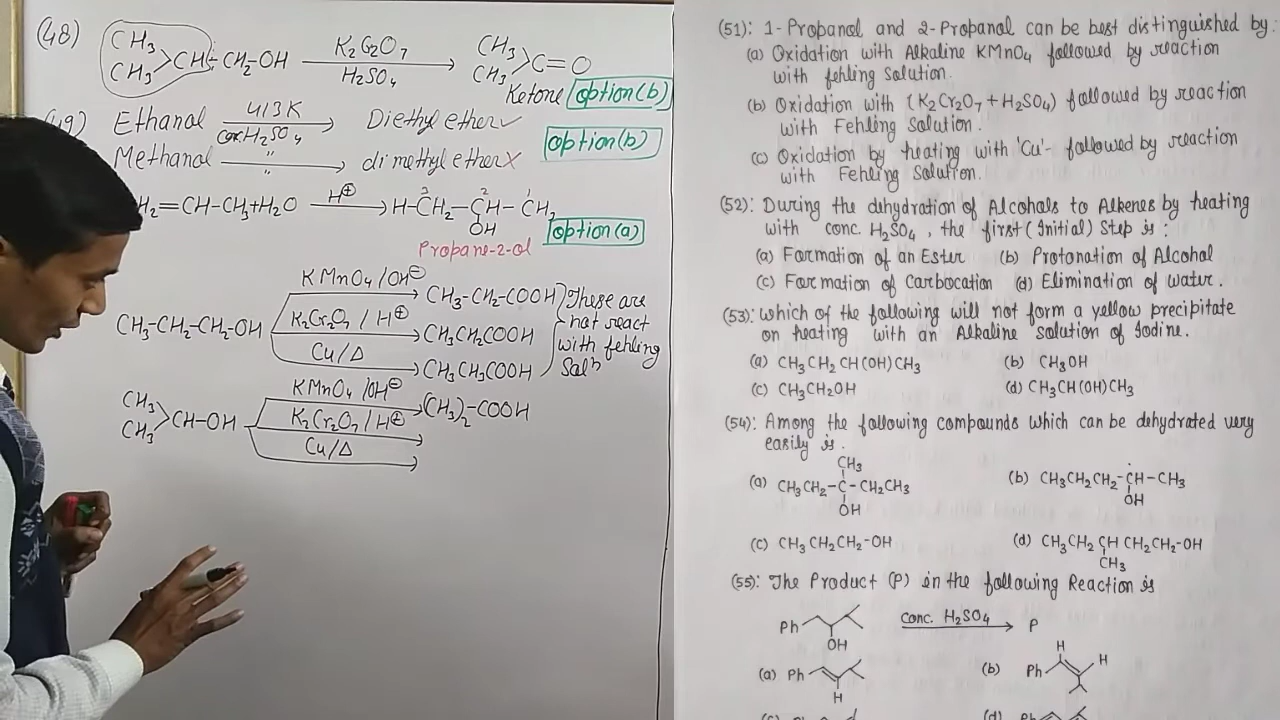 (48)
CH3
CH3 >CH-CH2-OH K2Cr2O7 H2SO4 → CH3 CH3 >C=O
Ketone option(b)
(49) Ethanol 413K Conc.H2SO4 → Diethyl ether ✓
option(b)
Methanol " " → dimethyl ether X
H2=CH-CH3+H2O H⊕ → H-CH2-CH-CH2
3 2 1
OH
option(a)
Propane-2-ol
CH3-CH2-CH2-OH
KMnO4/OH⊖ → CH3-CH2-COOH
K2Cr2O7/H⊕ → CH3CH2COOH
Cu/Δ → CH3CH2COOH
These are
not react
with fehling
Solⁿ
CH3
CH3 >CH-OH
KMnO4/OH⊖ → (CH3)2-COOH
K2Cr2O7/H⊕ →
Cu/Δ →
(51): 1-Propanol and 2-Propanol can be best distinguished by:
(a) Oxidation with Alkaline KMnO4 followed by reaction
with fehling Solution.
(b) Oxidation with (K2Cr2O7+H2SO4) followed by reaction
with Fehling Solution.
(c) Oxidation by heating with 'Cu'- followed by reaction
with Fehling Solution.
(52): During the dehydration of Alcohals to Alkenes by heating
with conc. H2SO4, the first (Initial) Step is:
(a) Formation of an Ester (b) Protonation of Alcohol
(c) Formation of Carbocation (d) Elimination of water.
(53): Which of the following will not form a yellow precipitate
on heating with an Alkaline solution of Iodine.
(a) CH3CH2CH(OH)CH3 (b) CH3OH
(c) CH3CH2OH (d) CH3CH(OH)CH3
(54): Among the following compounds which can be dehydrated very
easily is.
CH3
(a) CH3CH2-C-CH2CH3 (b) CH3CH2CH2-CH-CH3
OH OH
(c) CH3CH2CH2-OH (d) CH3CH2CHCH2CH2-OH
CH3
(55): The Product (P) in the following Reaction is
Ph OH conc. H2SO4 → P
(a) Ph H (b) Ph H H
(d) Ph